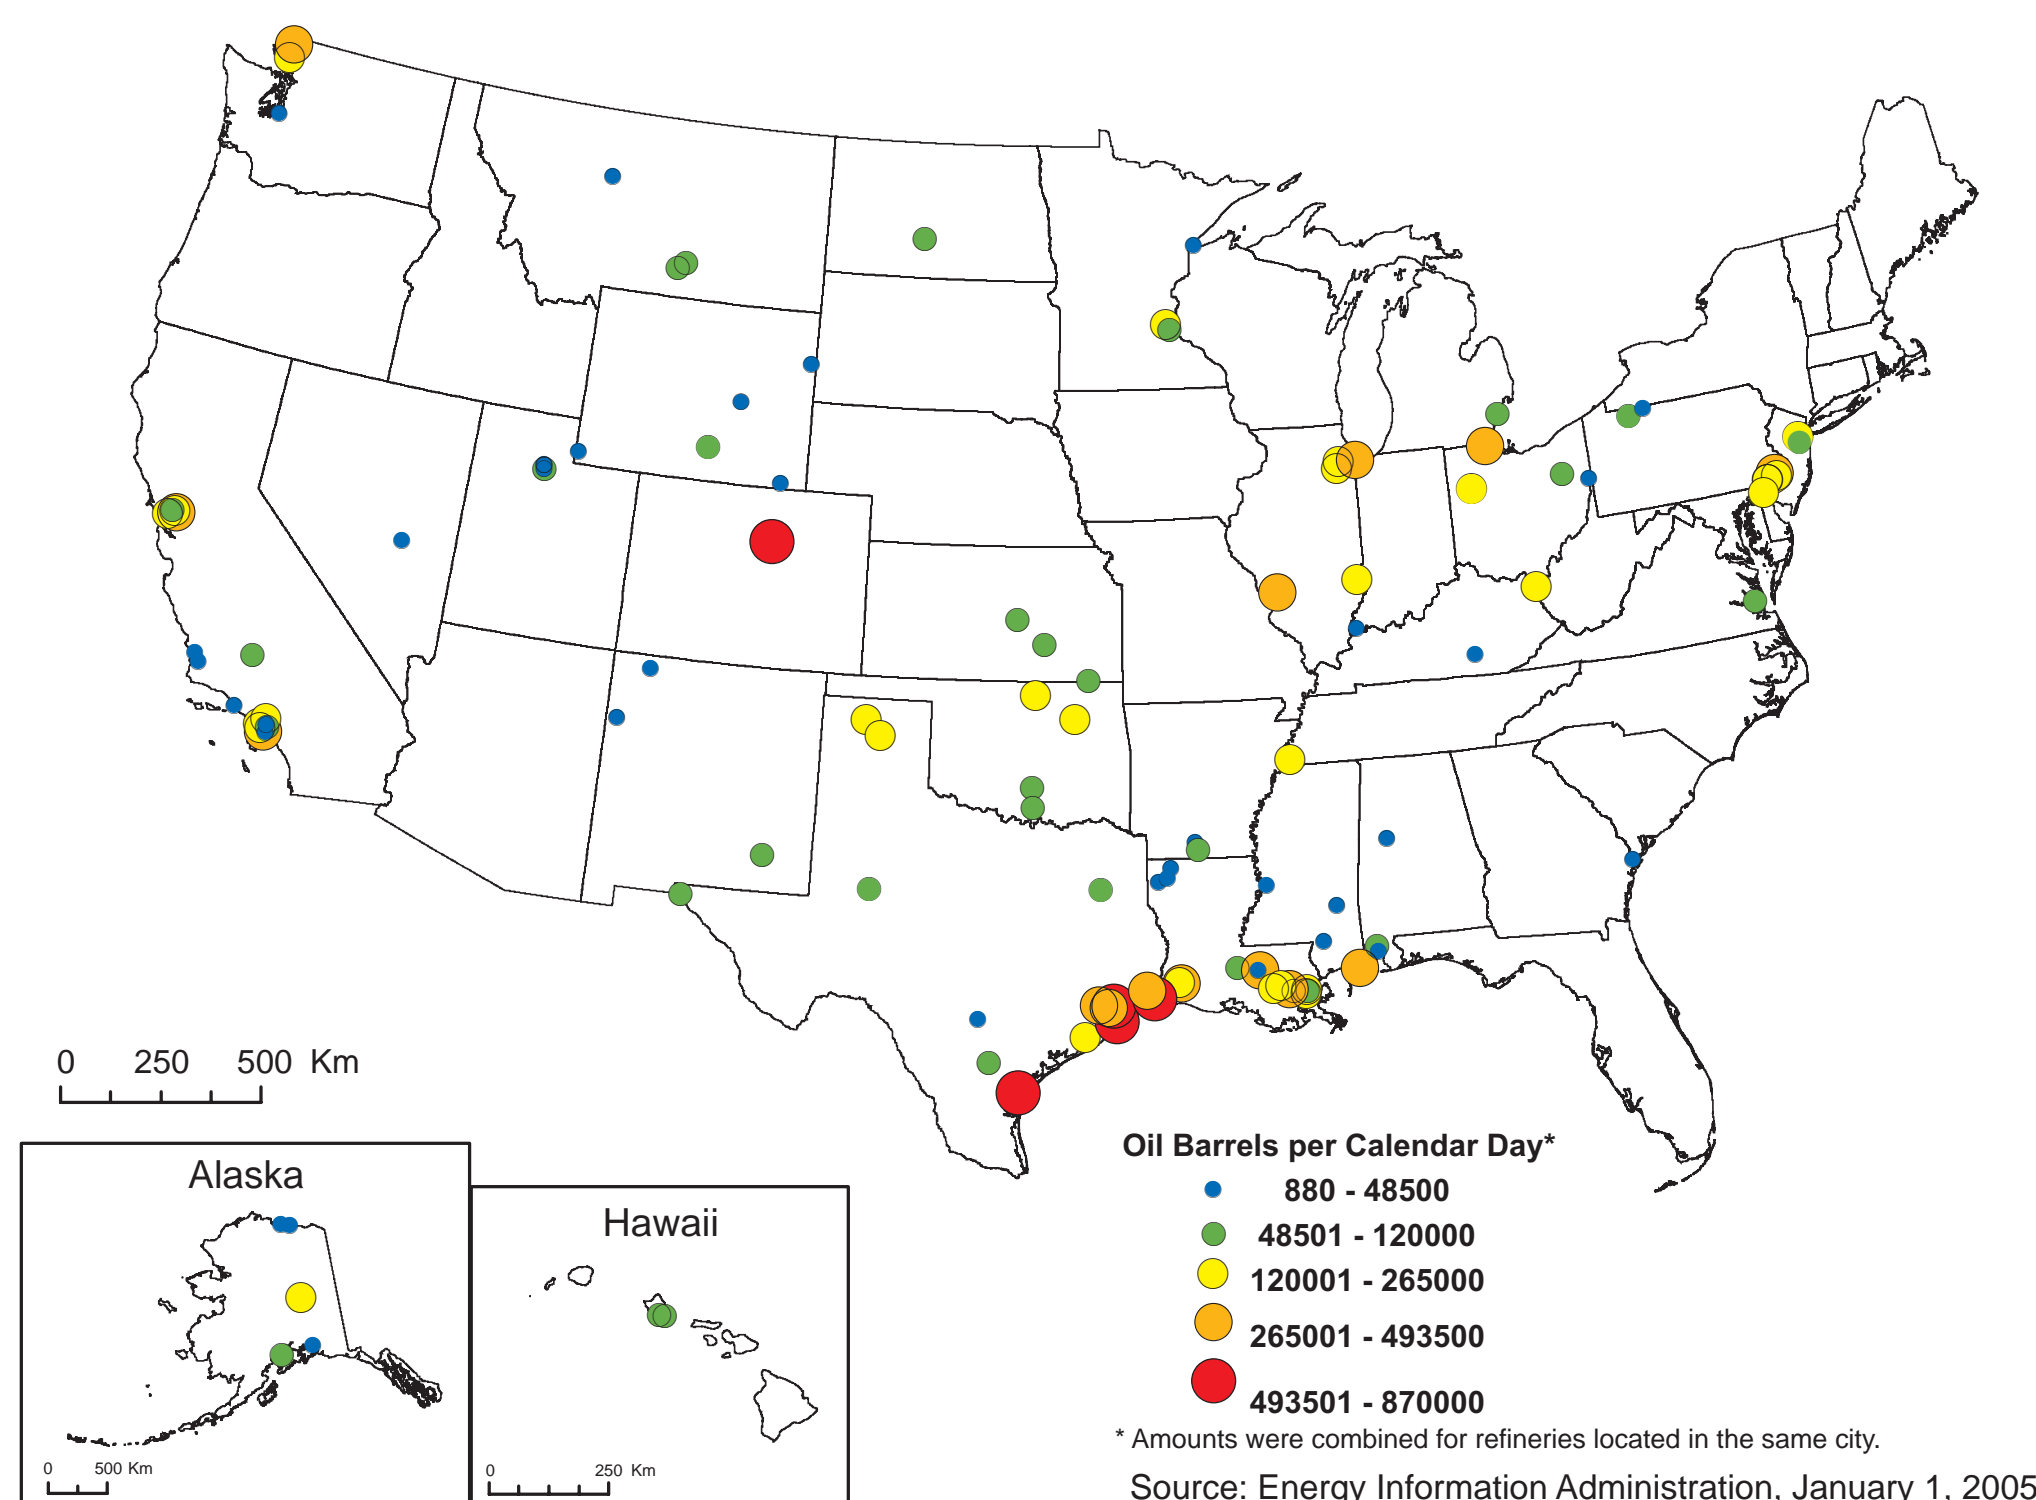 0 250 500 Km
Alaska
0 500 Km
Hawaii
0 250 Km
Oil Barrels per Calendar Day*
880 - 48500
48501 - 120000
120001 - 265000
265001 - 493500
493501 - 870000
* Amounts were combined for refineries located in the same city.
Source: Energy Information Administration, January 1, 2005